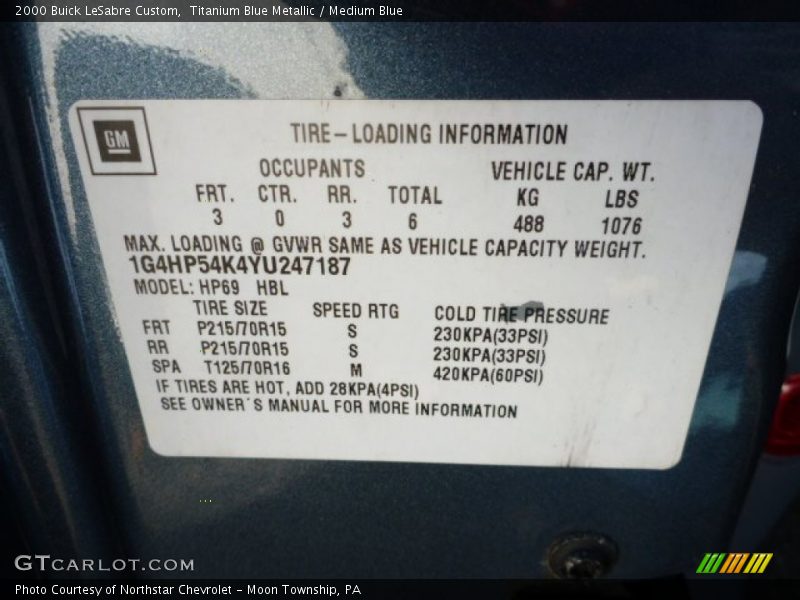 2000 Buick LeSabre Custom, Titanium Blue Metallic / Medium Blue
GM
TIRE-LOADING INFORMATION
OCCUPANTS VEHICLE CAP. WT.
FRT. CTR. RR. TOTAL KG LBS
3 0 3 6 488 1076
MAX. LOADING @ GVWR SAME AS VEHICLE CAPACITY WEIGHT.
1G4HP54K4YU247187
MODEL: HP69 HBL
TIRE SIZE SPEED RTG COLD TIRE PRESSURE
FRT P215/70R15 S 230KPA(33PSI)
RR P215/70R15 S 230KPA(33PSI)
SPA T125/70R16 M 420KPA(60PSI)
IF TIRES ARE HOT, ADD 28KPA(4PSI)
SEE OWNER'S MANUAL FOR MORE INFORMATION
GTCARLOT.COM
Photo Courtesy of Northstar Chevrolet - Moon Township, PA